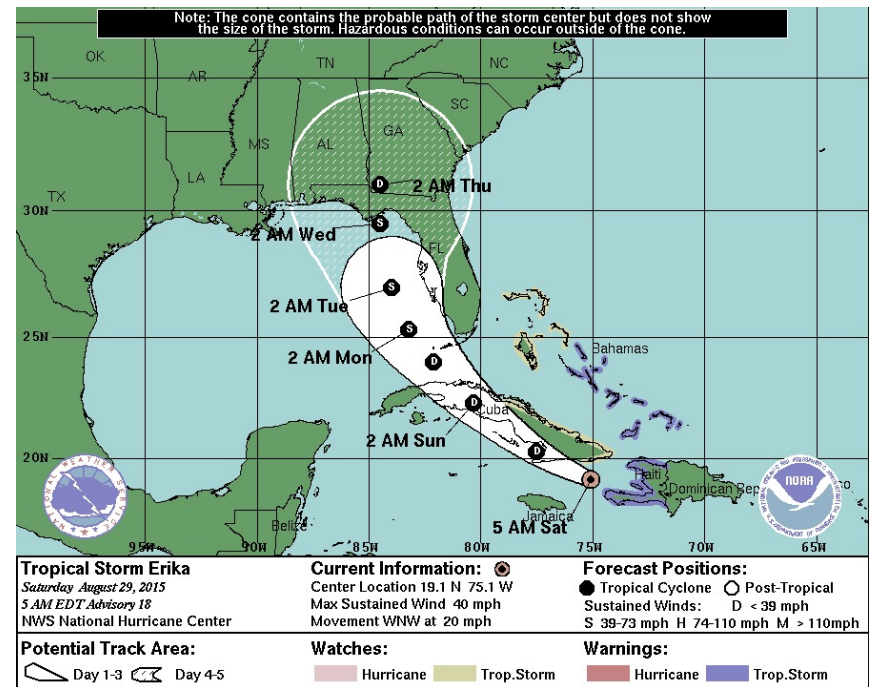 Note: The cone contains the probable path of the storm center but does not show
the size of the storm. Hazardous conditions can occur outside of the cone.
OK
TN
NC
AR
35N
SC
MS
AL
GA
LA
TX
2 AM Thu
30N
2 AM Wed
FL
2 AM Tue
25N
Bahamas
2 AM Mon
Cuba
2 AM Sun
20N
Haiti
Dominican Rep
co
NOAA
Jamaica
5 AM Sat
Belize
95W
90W
85W
80W
75W
70W
65W
D
S
S
S
D
D
D
NATIONAL WEATHER SERVICE
Tropical Storm Erika
Saturday August 29, 2015
5 AM EDT Advisory 18
NWS National Hurricane Center
Current Information:
Center Location 19.1 N 75.1 W
Max Sustained Wind 40 mph
Movement WNW at 20 mph
Forecast Positions:
Tropical Cyclone Post-Tropical
Sustained Winds: D < 39 mph
S 39-73 mph H 74-110 mph M > 110mph
Potential Track Area:
Day 1-3 Day 4-5
Watches:
Hurricane Trop.Storm
Warnings:
Hurricane Trop.Storm